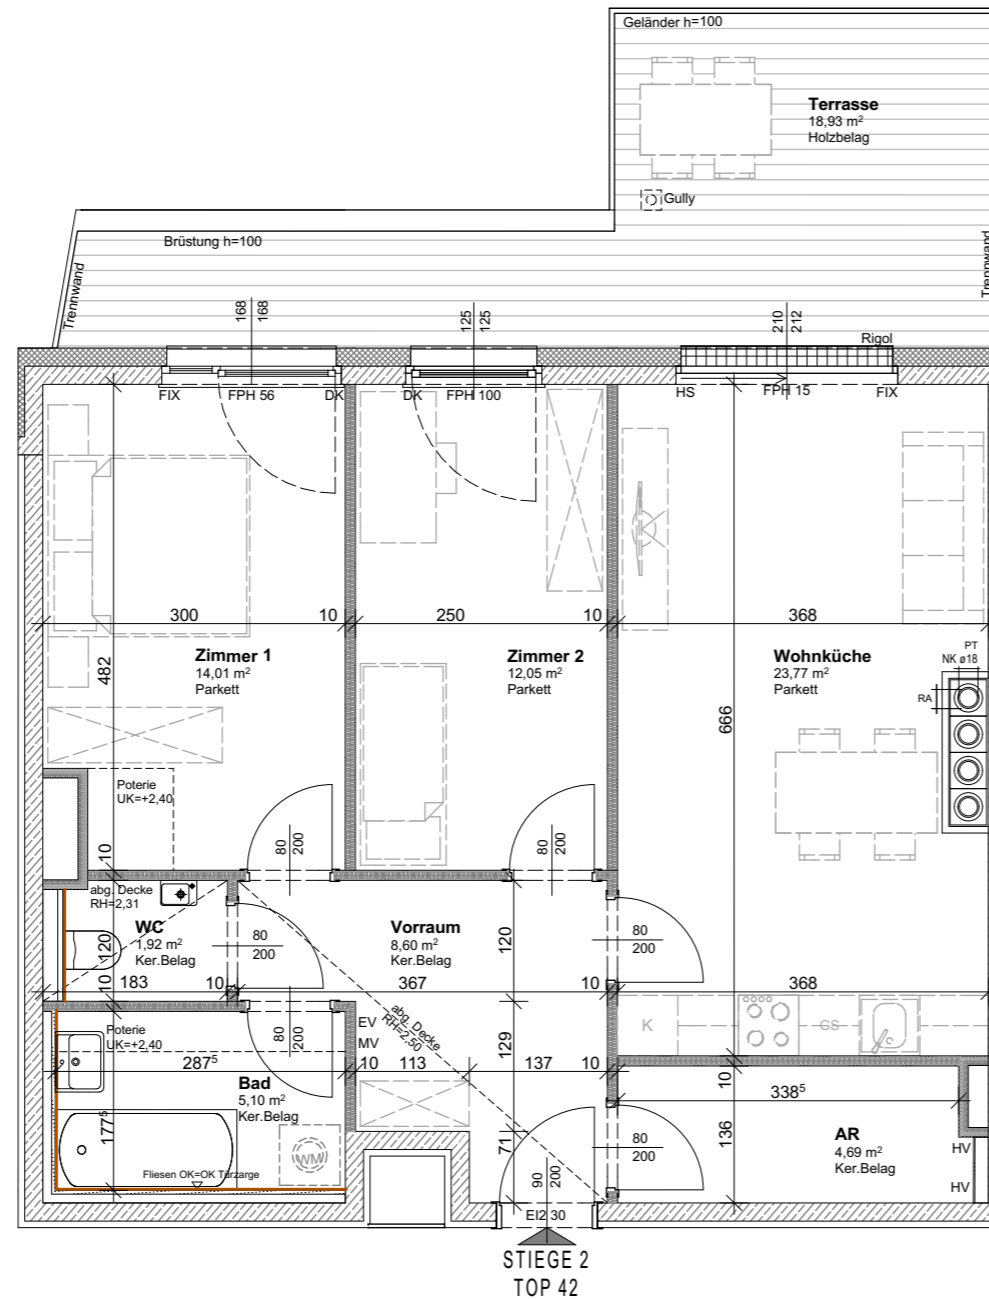 Geländer h=100
Terrasse
18,93 m²
Holzbelag
Gully
Brüstung h=100
Trennwand
Trennwand
168
168
125
125
210
212
Rigol
FIX
FPH 56
DK
DK
FPH 100
HS
FPH 15
FIX
300
10
250
10
368
482
Zimmer 1
14,01 m²
Parkett
Zimmer 2
12,05 m²
Parkett
Wohnküche
23,77 m²
Parkett
PT
NK ø18
RA
666
Poterie
UK=+2,40
10
80
200
80
200
abg. Decke
RH=2,31
WC
1,92 m²
Ker.Belag
120
10
80
200
Vorraum
8,60 m²
Ker.Belag
120
80
200
183
10
367
10
368
abg. Decke
RH=2,50
K
GS
Poterie
UK=+2,40
80
200
EV
MV
129
287⁵
10
113
137
10
10
Bad
5,10 m²
Ker.Belag
338⁵
177⁵
136
AR
4,69 m²
Ker.Belag
80
200
71
WM
HV
HV
Fliesen OK=OK Türzarge
90
200
EI2 30
STIEGE 2
TOP 42